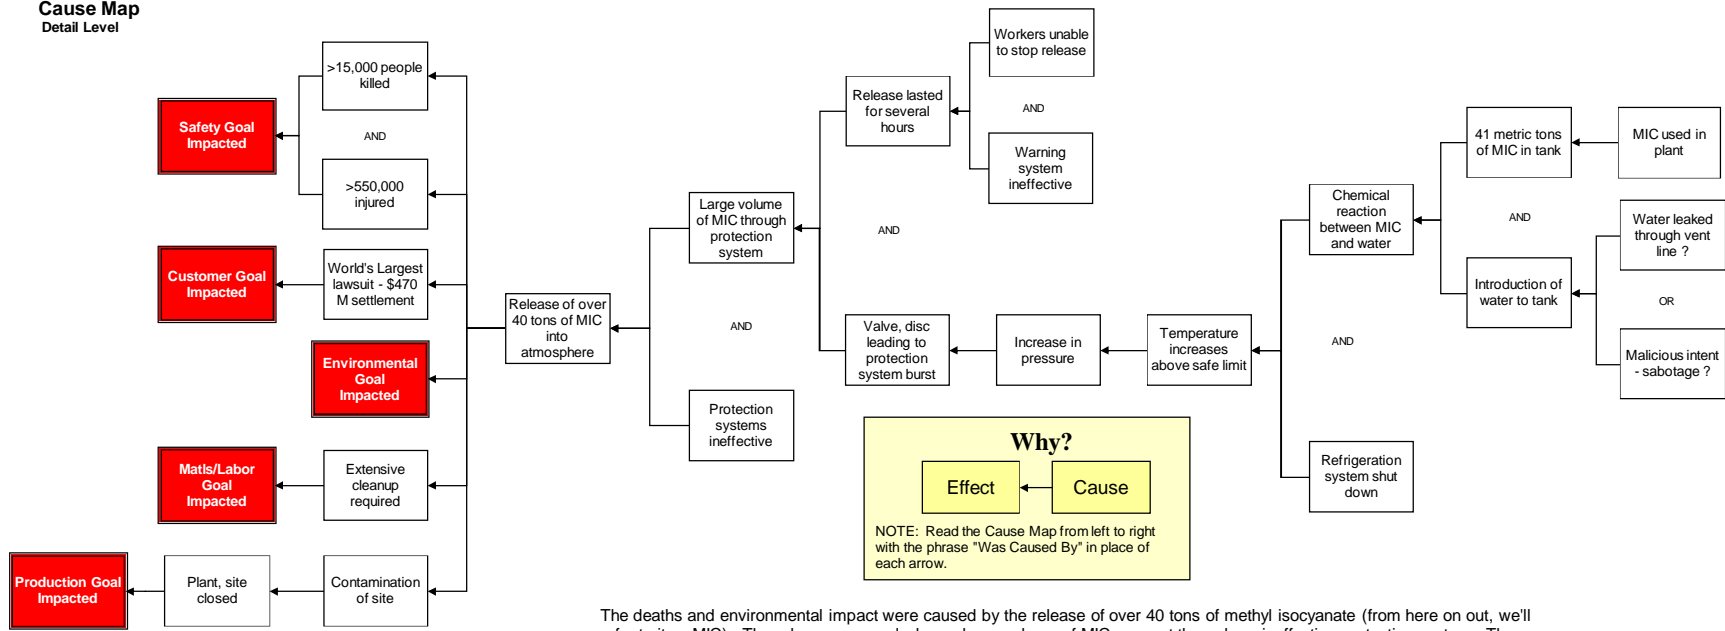 Cause Map
Detail Level
>15,000 people
killed
AND
>550,000
injured
Safety Goal
Impacted
Customer Goal
Impacted
World's Largest
lawsuit - $470
M settlement
Environmental
Goal
Impacted
Matls/Labor
Goal
Impacted
Extensive
cleanup
required
Production Goal
Impacted
Plant, site
closed
Contamination
of site
Release of over
40 tons of MIC
into
atmosphere
Large volume
of MIC through
protection
system
AND
Protection
systems
ineffective
Release lasted
for several
hours
AND
Valve, disc
leading to
protection
system burst
Workers unable
to stop release
AND
Warning
system
ineffective
Increase in
pressure
Temperature
increases
above safe limit
Chemical
reaction
between MIC
and water
AND
Refrigeration
system shut
down
41 metric tons
of MIC in tank
AND
Introduction of
water to tank
MIC used in
plant
Water leaked
through vent
line ?
OR
Malicious intent
- sabotage ?
Why?
Effect
Cause
NOTE: Read the Cause Map from left to right
with the phrase "Was Caused By" in place of
each arrow.
The deaths and environmental impact were caused by the release of over 40 tons of methyl isocyanate (from here on out, we'll